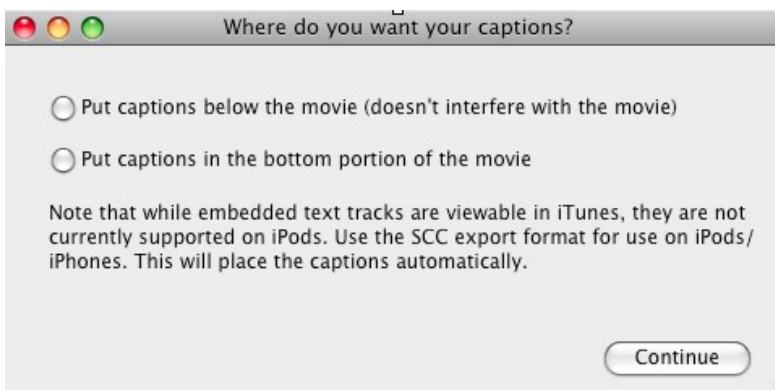 Where do you want your captions?
Put captions below the movie (doesn't interfere with the movie)
Put captions in the bottom portion of the movie
Note that while embedded text tracks are viewable in iTunes, they are not
currently supported on iPods. Use the SCC export format for use on iPods/
iPhones. This will place the captions automatically.
Continue